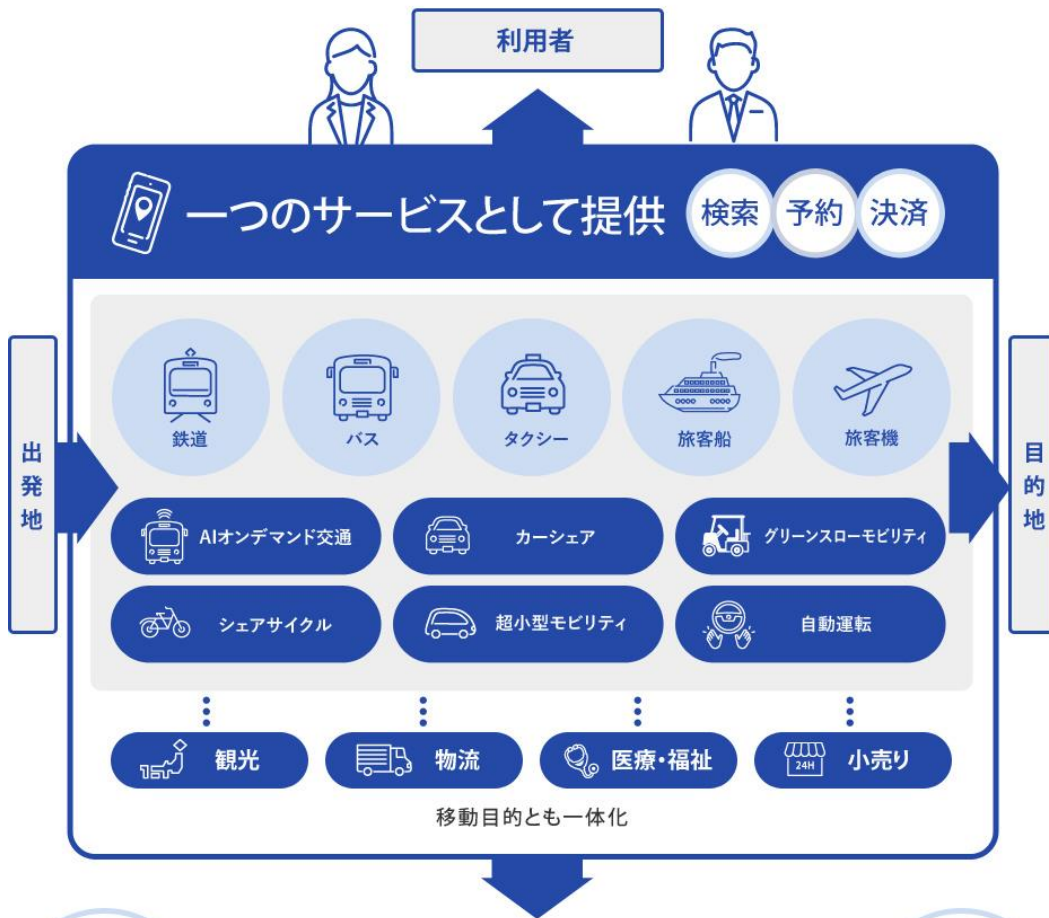 利用者
一つのサービスとして提供
検索
予約
決済
出発地
目的地
鉄道
バス
タクシー
旅客船
旅客機
AIオンデマンド交通
カーシェア
グリーンスローモビリティ
シェアサイクル
超小型モビリティ
自動運転
観光
物流
医療・福祉
24H
小売り
移動目的とも一体化